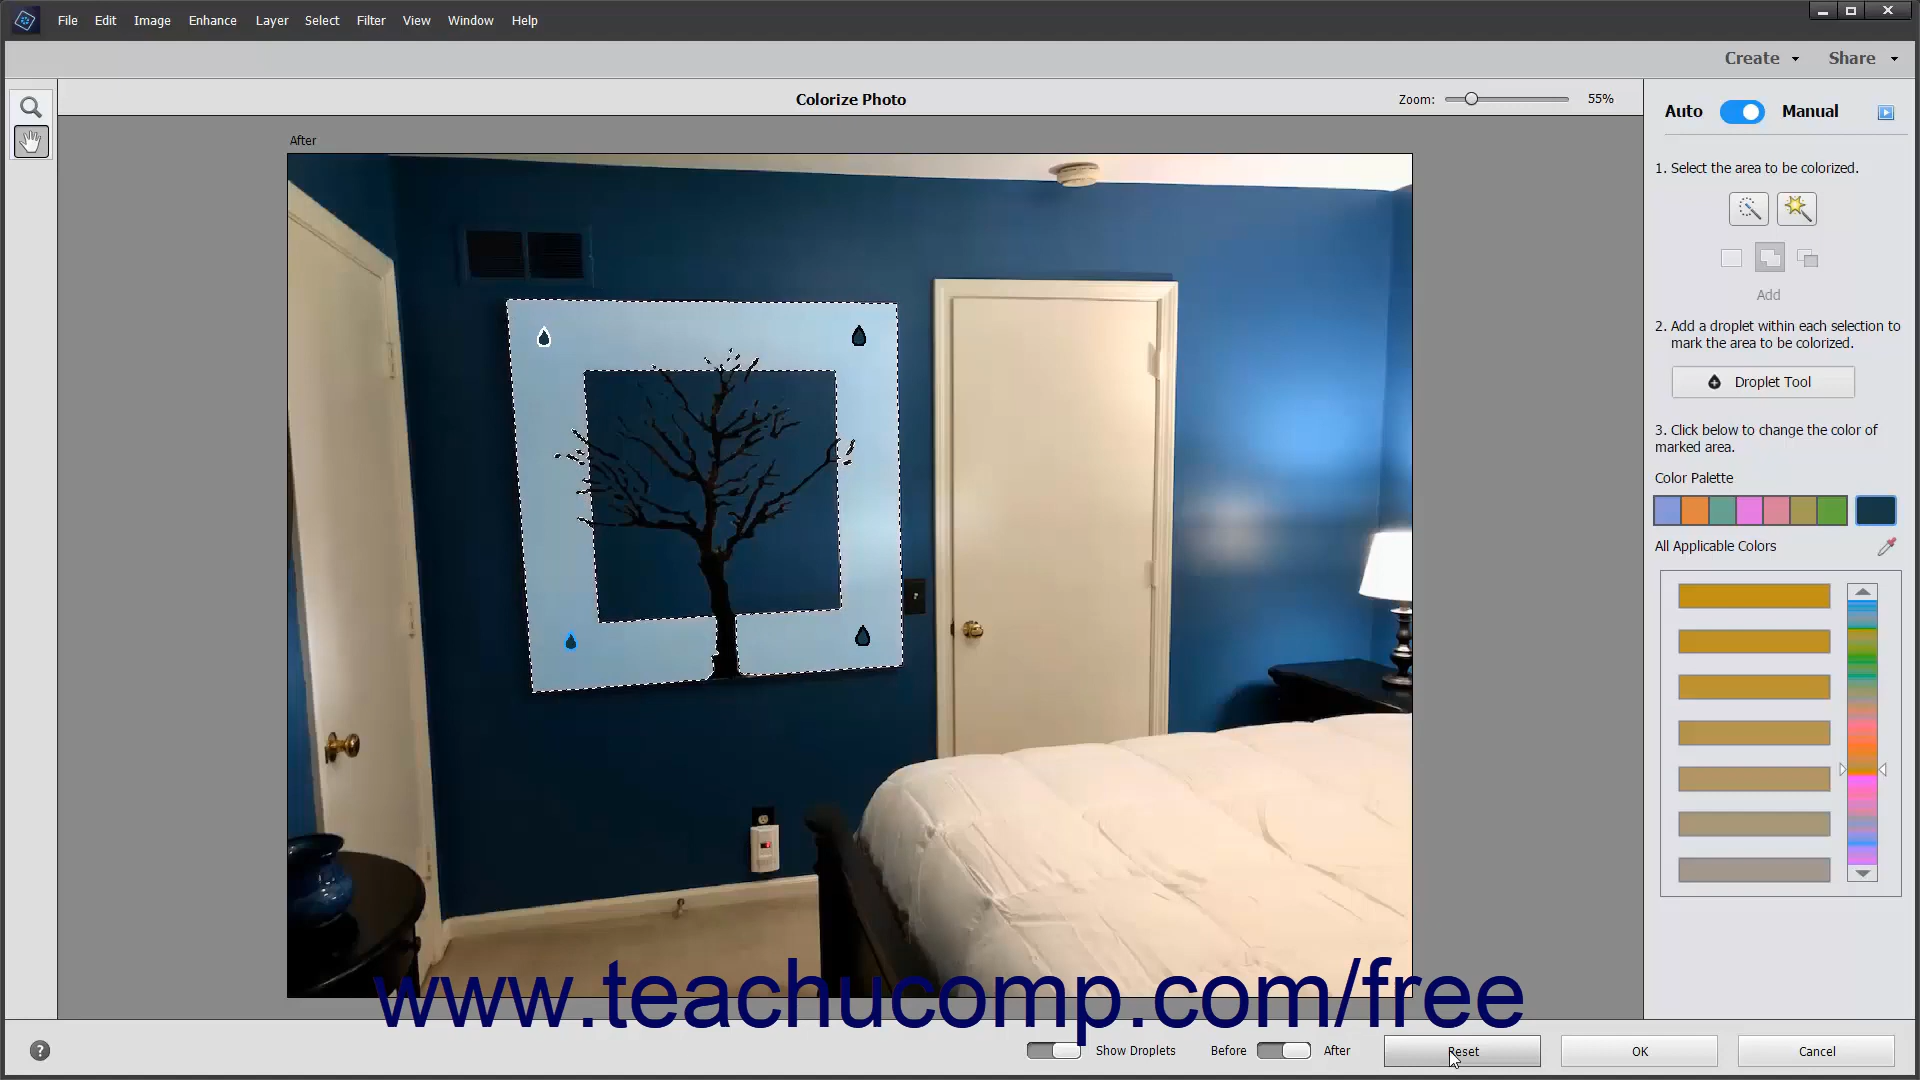 File Edit Image Enhance Layer Select Filter View Window Help
Create Share
Colorize Photo
Zoom: 55%
Auto Manual
After
1. Select the area to be colorized.
Add
2. Add a droplet within each selection to
mark the area to be colorized.
Droplet Tool
3. Click below to change the color of
marked area.
Color Palette
All Applicable Colors
www.teachucomp.com/free
? Show Droplets Before After Reset OK Cancel